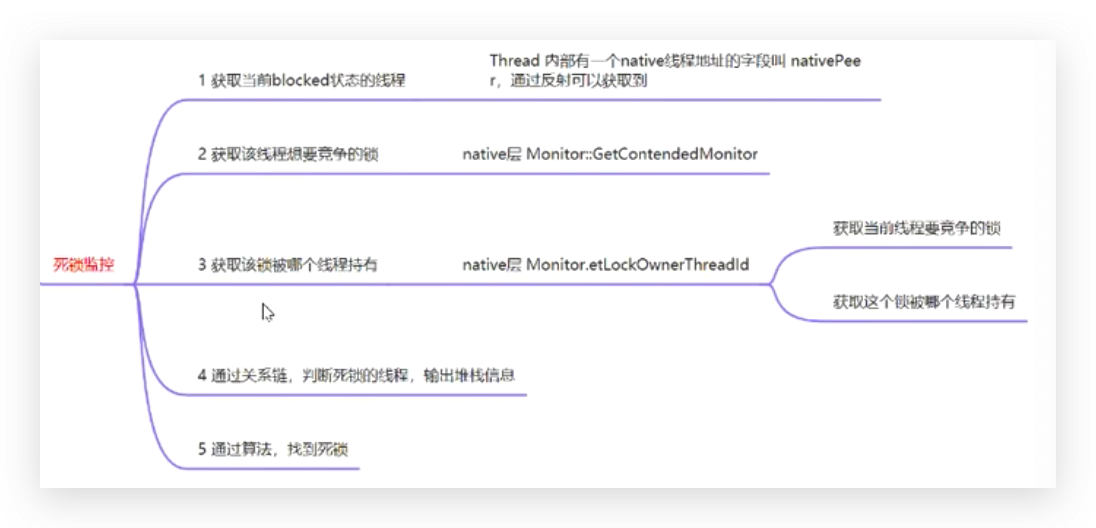 Thread 内部有一个native线程地址的字段叫 nativePee
1 获取当前blocked状态的线程
r，通过反射可以获取到
2 获取该线程想要竞争的锁
native层 Monitor::GetContendedMonitor
获取当前线程要竞争的锁
死锁监控
3 获取该锁被哪个线程持有
native层 Monitor.etLockOwnerThreadId
获取这个锁被哪个线程持有
4 通过关系链，判断死锁的线程，输出堆栈信息
5 通过算法，找到死锁